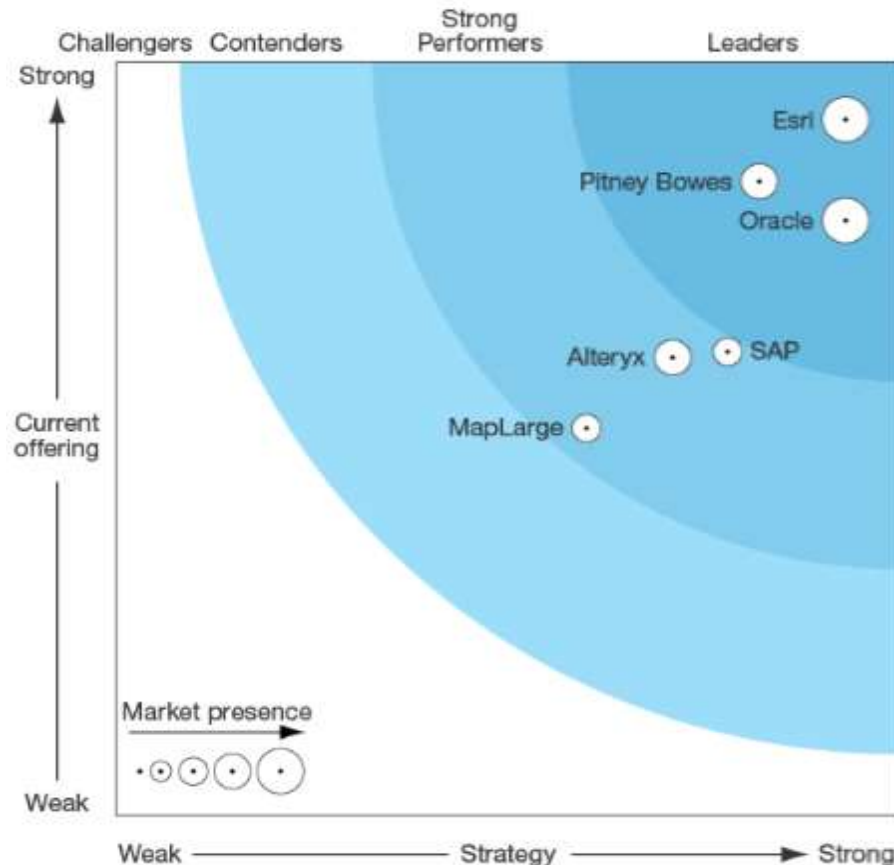 Challengers Contenders Strong Performers Leaders
Strong
Esri
Pitney Bowes
Oracle
Alteryx
SAP
Current
offering
MapLarge
Market presence
Weak
Weak Strategy Strong